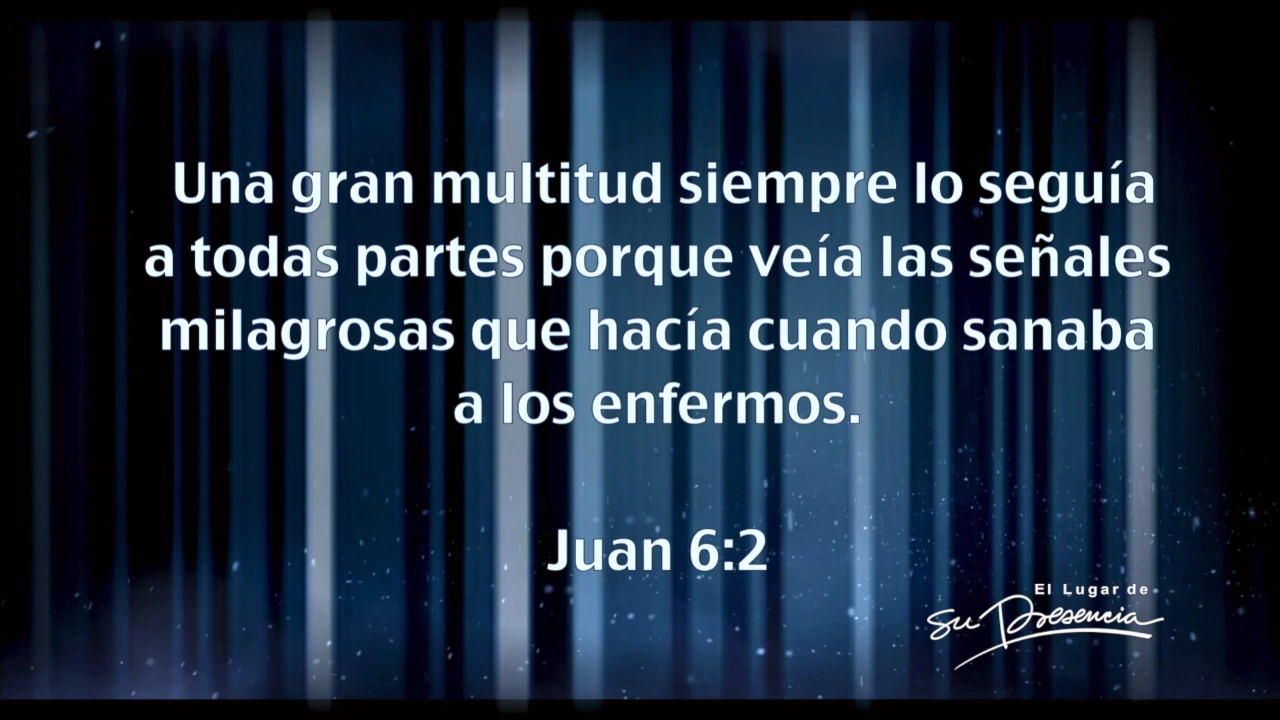 Una gran multitud siempre lo seguía
a todas partes porque veía las señales
milagrosas que hacía cuando sanaba
a los enfermos.
Juan 6:2
El Lugar de
Su Presencia